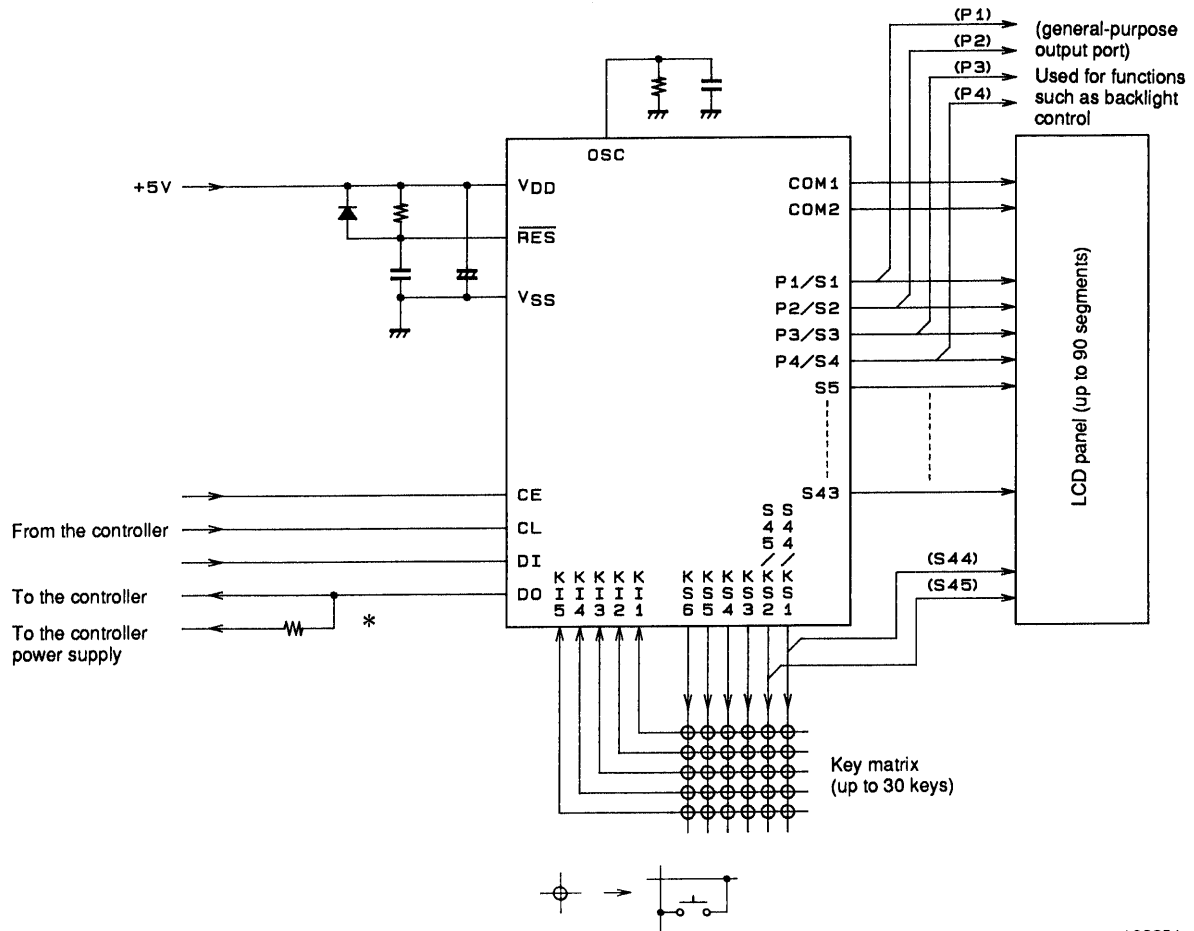 (P1)
(P2)
(P3)
(P4)
(general-purpose
output port)
Used for functions
such as backlight
control
OSC
+5V
VDD
RES
VSS
COM1
COM2
P1/S1
P2/S2
P3/S3
P4/S4
S5
S43
LCD panel (up to 90 segments)
CE
From the controller
CL
DI
To the controller
DO
To the controller
power supply
*
KI5
KI4
KI3
KI2
KI1
KS6
KS5
KS4
KS3
S45/KS2
S44/KS1
(S44)
(S45)
Key matrix
(up to 30 keys)